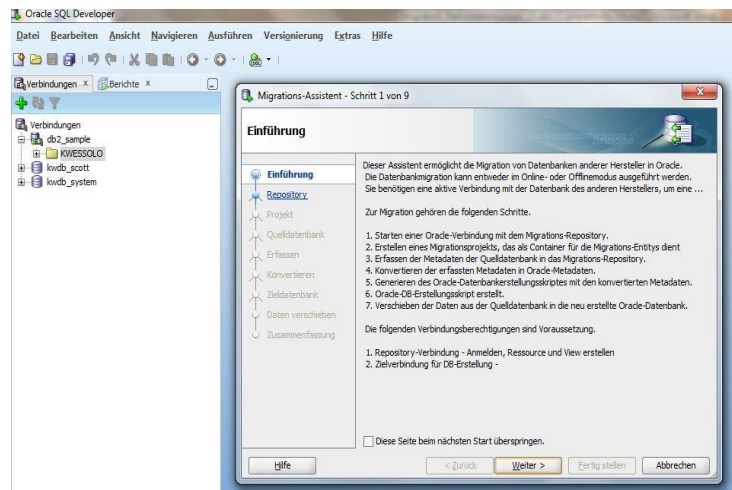 Oracle SQL Developer
Datei Bearbeiten Ansicht Navigieren Ausführen Versionierung Extras Hilfe
Verbindungen x Berichte x
Verbindungen
db2_sample
KWESSOLO
kwdb_scott
kwdb_system
Migrations-Assistent - Schritt 1 von 9
Einführung
Einführung
Repository
Projekt
Quelldatenbank
Erfassen
Konvertieren
Zieldatenbank
Daten verschieben
Zusammenfassung
Dieser Assistent ermöglicht die Migration von Datenbanken anderer Hersteller in Oracle.
Die Datenbankmigration kann entweder im Online- oder Offlinemodus ausgeführt werden.
Sie benötigen eine aktive Verbindung mit der Datenbank des anderen Herstellers, um eine ...
Zur Migration gehören die folgenden Schritte.
1. Starten einer Oracle-Verbindung mit dem Migrations-Repository.
2. Erstellen eines Migrationsprojekts, das als Container für die Migrations-Entitys dient
3. Erfassen der Metadaten der Quelldatenbank in das Migrations-Repository.
4. Konvertieren der erfassten Metadaten in Oracle-Metadaten.
5. Generieren des Oracle-Datenbankerstellungsskriptes mit den konvertierten Metadaten.
6. Oracle-DB-Erstellungsskript erstellt.
7. Verschieben der Daten aus der Quelldatenbank in die neu erstellte Oracle-Datenbank.
Die folgenden Verbindungsberechtigungen sind Voraussetzung.
1. Repository-Verbindung - Anmelden, Ressource und View erstellen
2. Zielverbindung für DB-Erstellung -
Diese Seite beim nächsten Start überspringen.
Hilfe < Zurück Weiter > Fertig stellen Abbrechen